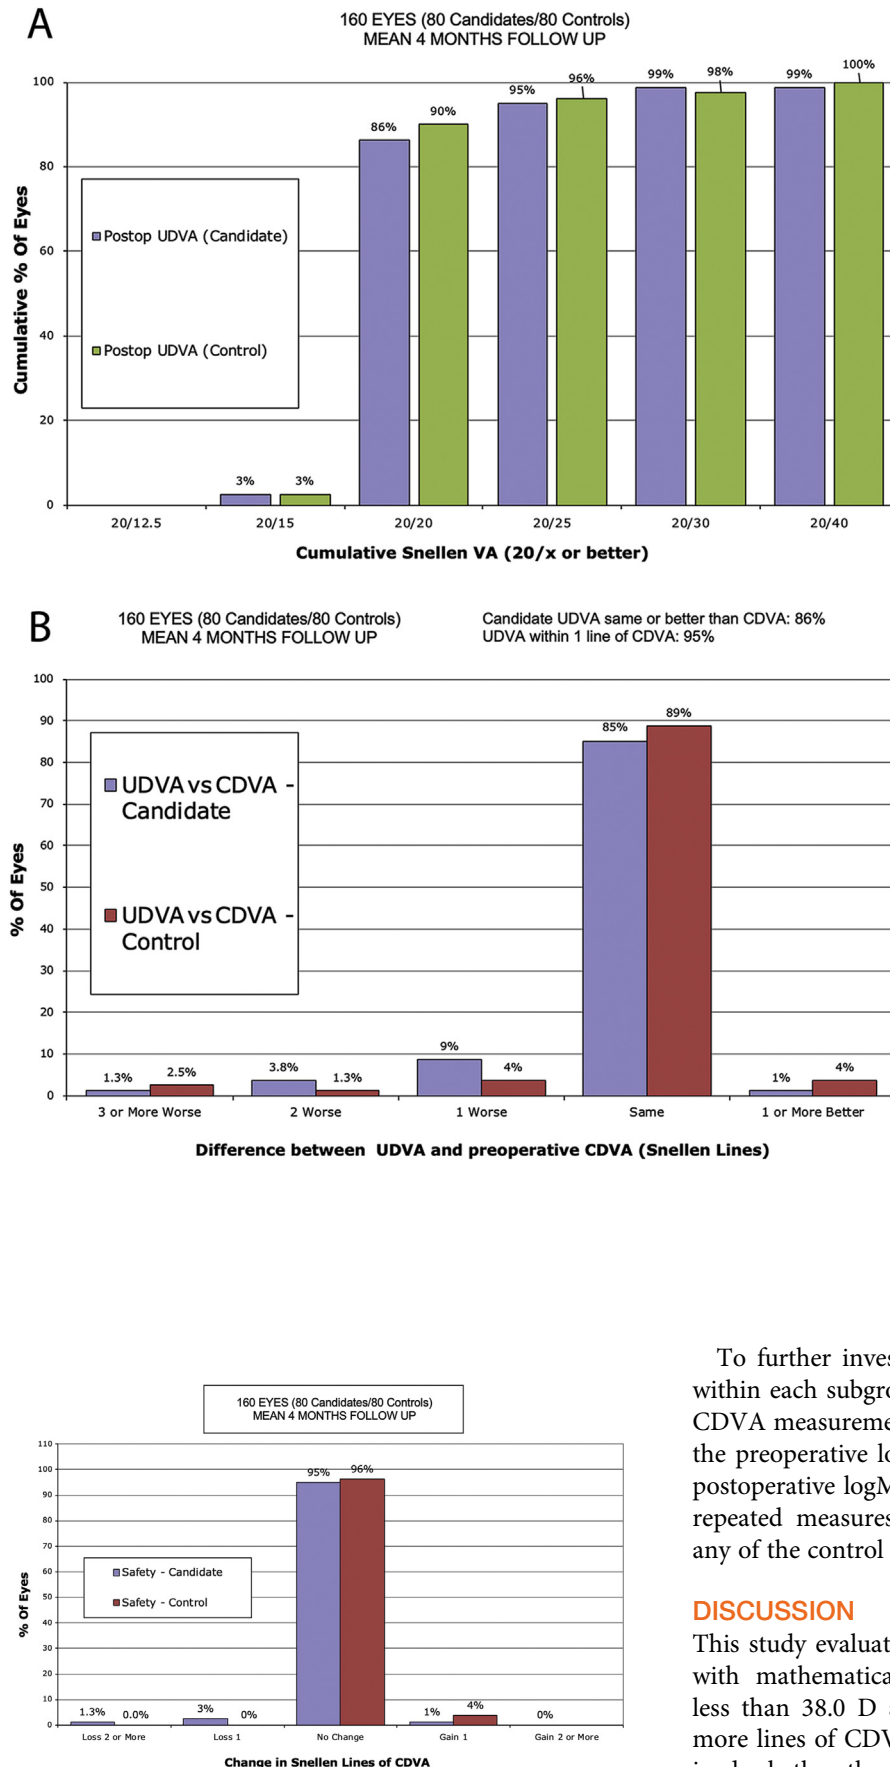 A
160 EYES (80 Candidates/80 Controls)
MEAN 4 MONTHS FOLLOW UP
Cumulative % Of Eyes
100
80
60
40
20
0
Postop UDVA (Candidate)
Postop UDVA (Control)
3%
3%
86%
90%
95%
96%
99%
98%
99%
100%
20/12.5
20/15
20/20
20/25
20/30
20/40
Cumulative Snellen VA (20/x or better)
B
160 EYES (80 Candidates/80 Controls)
MEAN 4 MONTHS FOLLOW UP
Candidate UDVA same or better than CDVA: 86%
UDVA within 1 line of CDVA: 95%
% Of Eyes
100
90
80
70
60
50
40
30
20
10
0
UDVA vs CDVA -
Candidate
UDVA vs CDVA -
Control
1.3%
2.5%
3.8%
1.3%
9%
4%
85%
89%
1%
4%
3 or More Worse
2 Worse
1 Worse
Same
1 or More Better
Difference between UDVA and preoperative CDVA (Snellen Lines)
160 EYES (80 Candidates/80 Controls)
MEAN 4 MONTHS FOLLOW UP
% Of Eyes
110
100
90
80
70
60
50
40
30
20
10
0
Safety - Candidate
Safety - Control
1.3%
0.0%
3%
0%
95%
96%
1%
4%
0%
Loss 2 or More
Loss 1
No Change
Gain 1
Gain 2 or More
Change in Snellen Lines of CDVA
To further inves
within each subgro
CDVA measureme
the preoperative lo
postoperative logM
repeated measures
any of the control
DISCUSSION
This study evaluat
with mathematica
less than 38.0 D
more lines of CDV